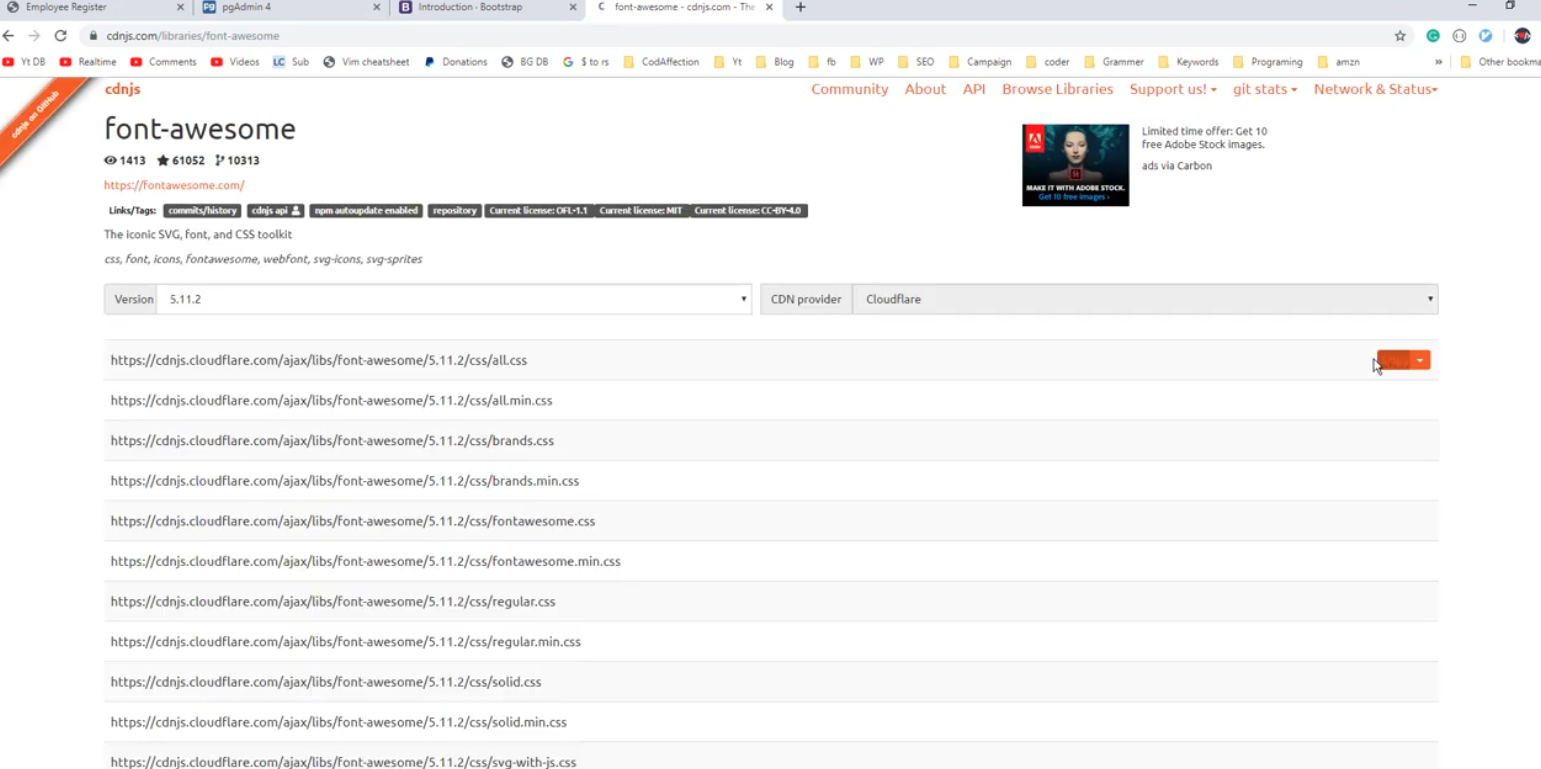 Employee Register
pgAdmin 4
Introduction · Bootstrap
font-awesome - cdnjs.com - The
cdnjs.com/libraries/font-awesome
Yt DB Realtime Comments Videos LC Sub Vim cheatsheet Donations BG DB $ to rs CodAffection Yt Blog fb WP SEO Campaign coder Grammer Keywords Programing amzn » Other bookma
cdnjs on GitHub
cdnjs Community About API Browse Libraries Support us! git stats Network & Status
font-awesome
1413 61052 10313
https://fontawesome.com/
Links/Tags: commits/history cdnjs api npm autoupdate enabled repository Current license: OFL-1.1 Current license: MIT Current license: CC-BY-4.0
The iconic SVG, font, and CSS toolkit
css, font, icons, fontawesome, webfont, svg-icons, svg-sprites
MAKE IT WITH ADOBE STOCK.
Get 10 free images ›
Limited time offer: Get 10
free Adobe Stock images.
ads via Carbon
Version 5.11.2 CDN provider Cloudflare
https://cdnjs.cloudflare.com/ajax/libs/font-awesome/5.11.2/css/all.css
https://cdnjs.cloudflare.com/ajax/libs/font-awesome/5.11.2/css/all.min.css
https://cdnjs.cloudflare.com/ajax/libs/font-awesome/5.11.2/css/brands.css
https://cdnjs.cloudflare.com/ajax/libs/font-awesome/5.11.2/css/brands.min.css
https://cdnjs.cloudflare.com/ajax/libs/font-awesome/5.11.2/css/fontawesome.css
https://cdnjs.cloudflare.com/ajax/libs/font-awesome/5.11.2/css/fontawesome.min.css
https://cdnjs.cloudflare.com/ajax/libs/font-awesome/5.11.2/css/regular.css
https://cdnjs.cloudflare.com/ajax/libs/font-awesome/5.11.2/css/regular.min.css
https://cdnjs.cloudflare.com/ajax/libs/font-awesome/5.11.2/css/solid.css
https://cdnjs.cloudflare.com/ajax/libs/font-awesome/5.11.2/css/solid.min.css
https://cdnjs.cloudflare.com/ajax/libs/font-awesome/5.11.2/css/svg-with-js.css